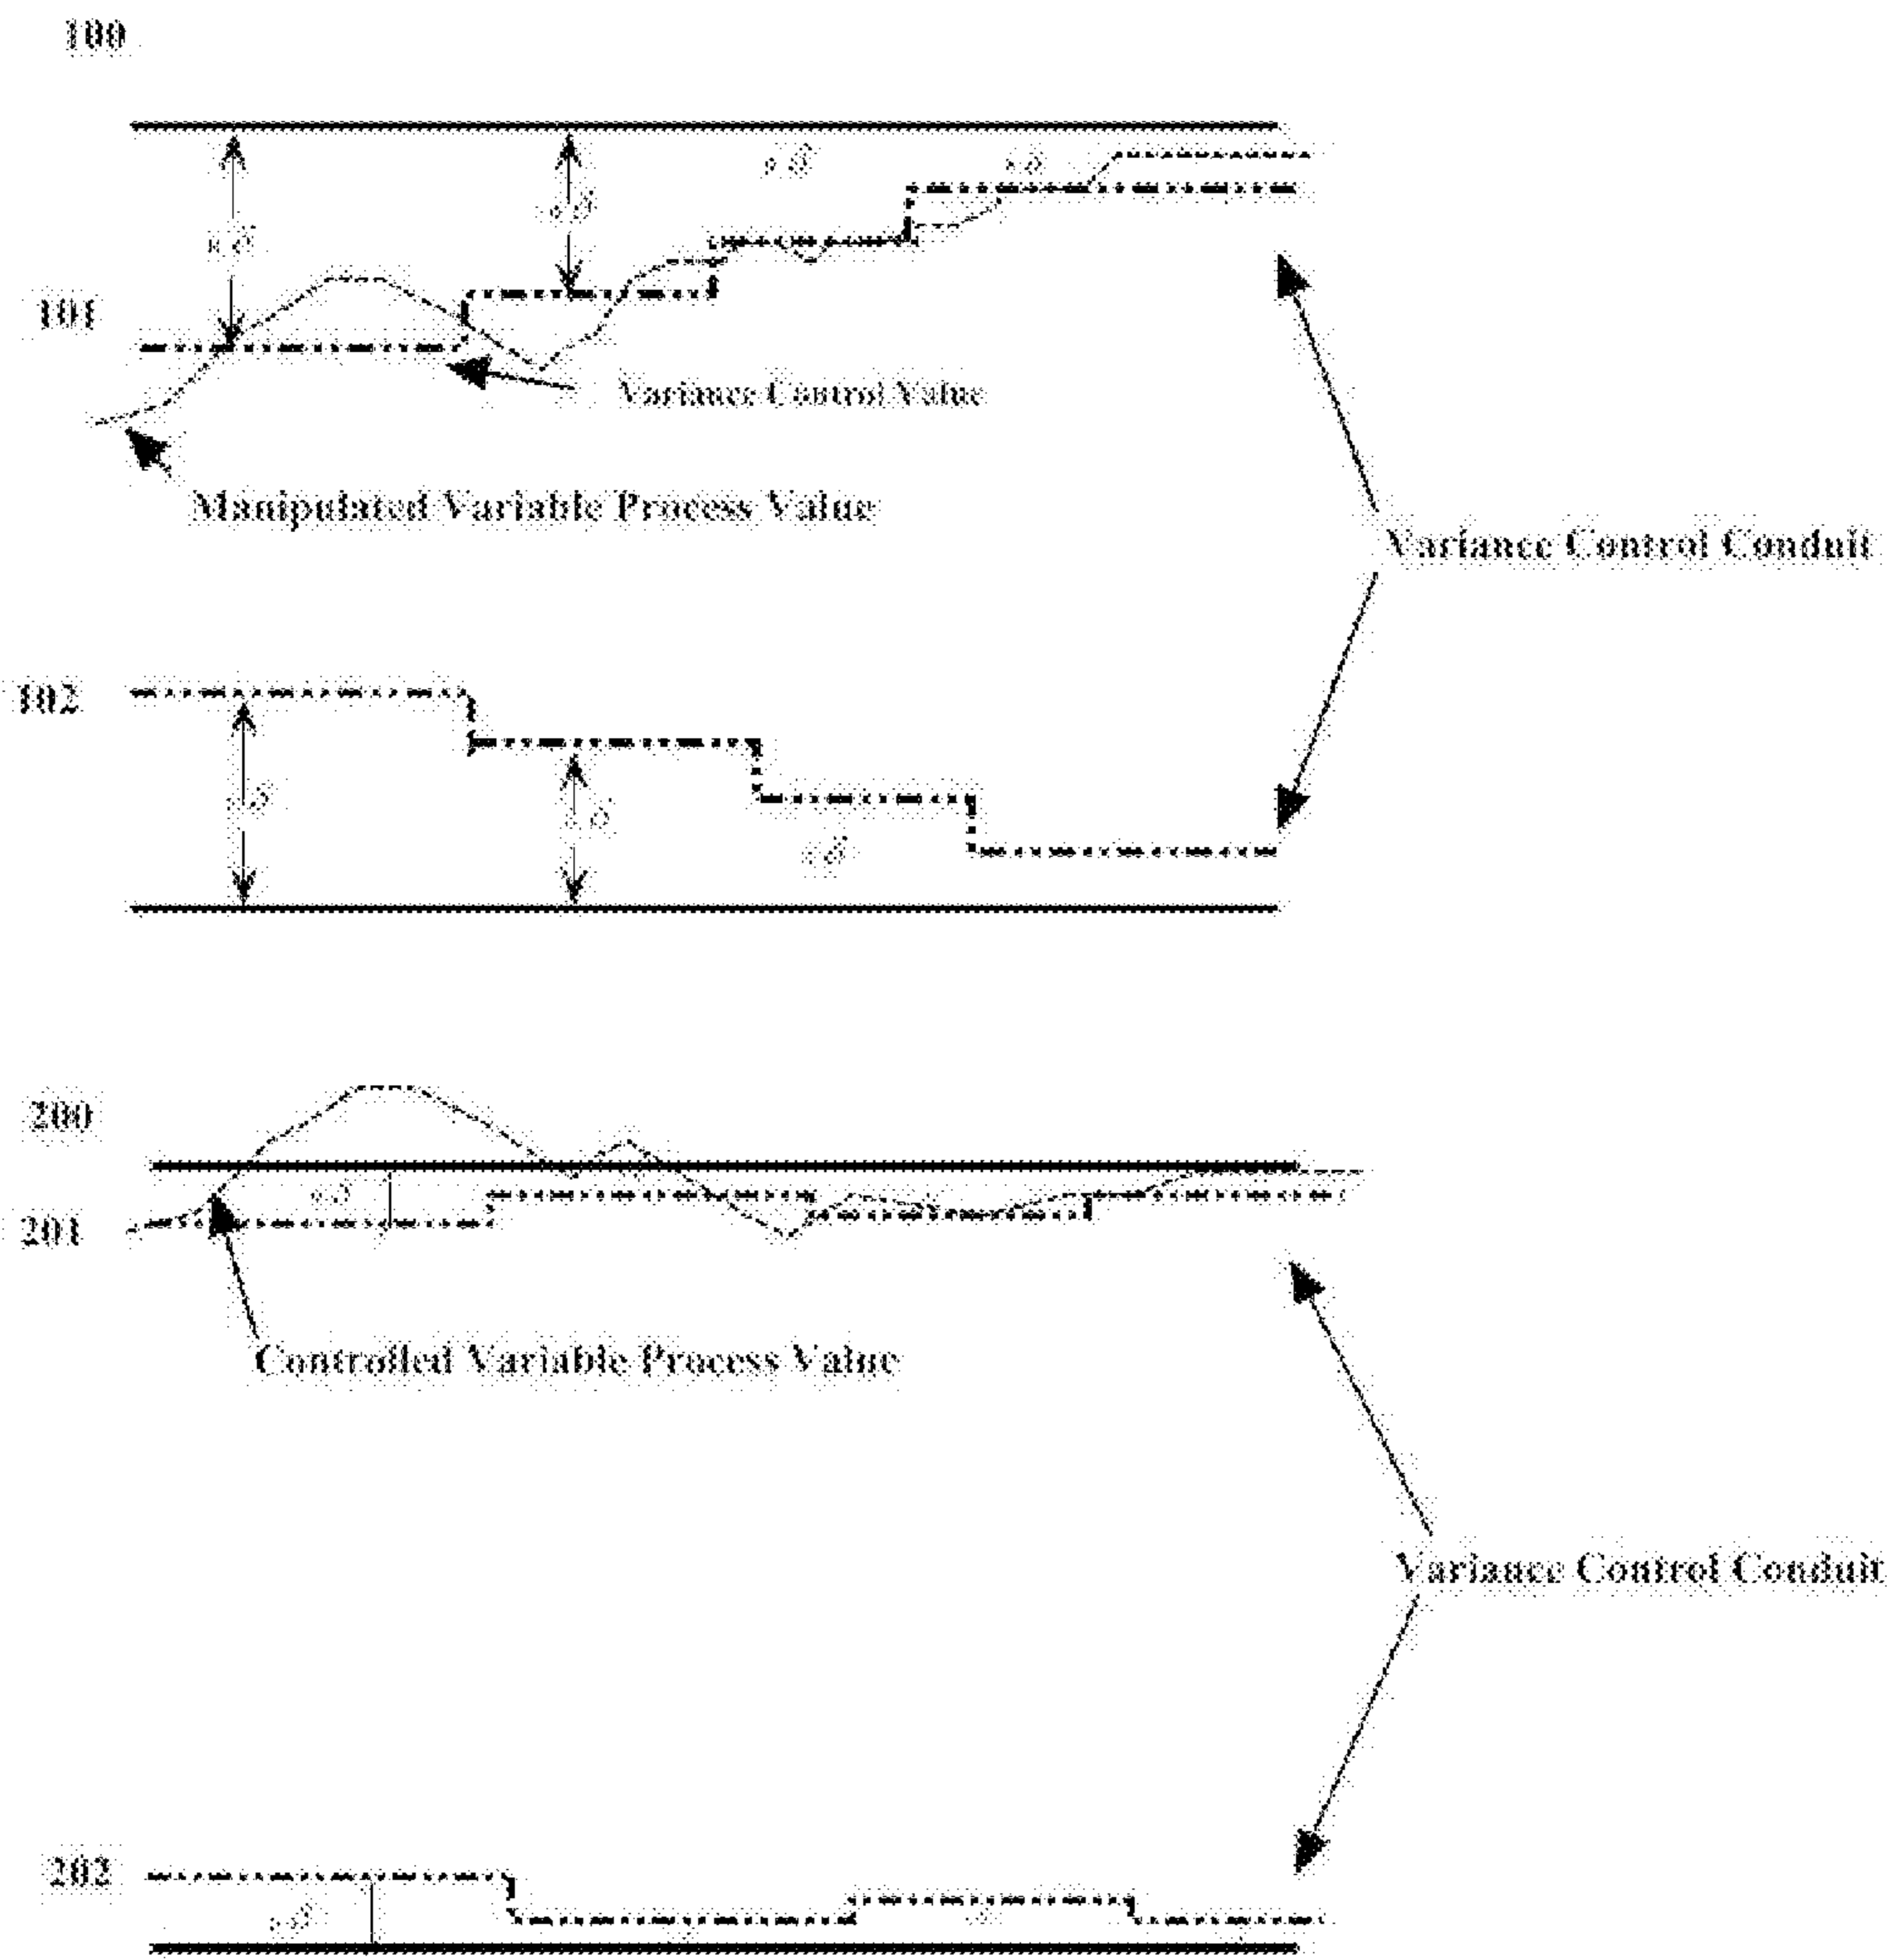 100
101
Variance Control Value
Manipulated Variable Process Value
Variance Control Conduit
102
200
201
Controlled Variable Process Value
Variance Control Conduit
202